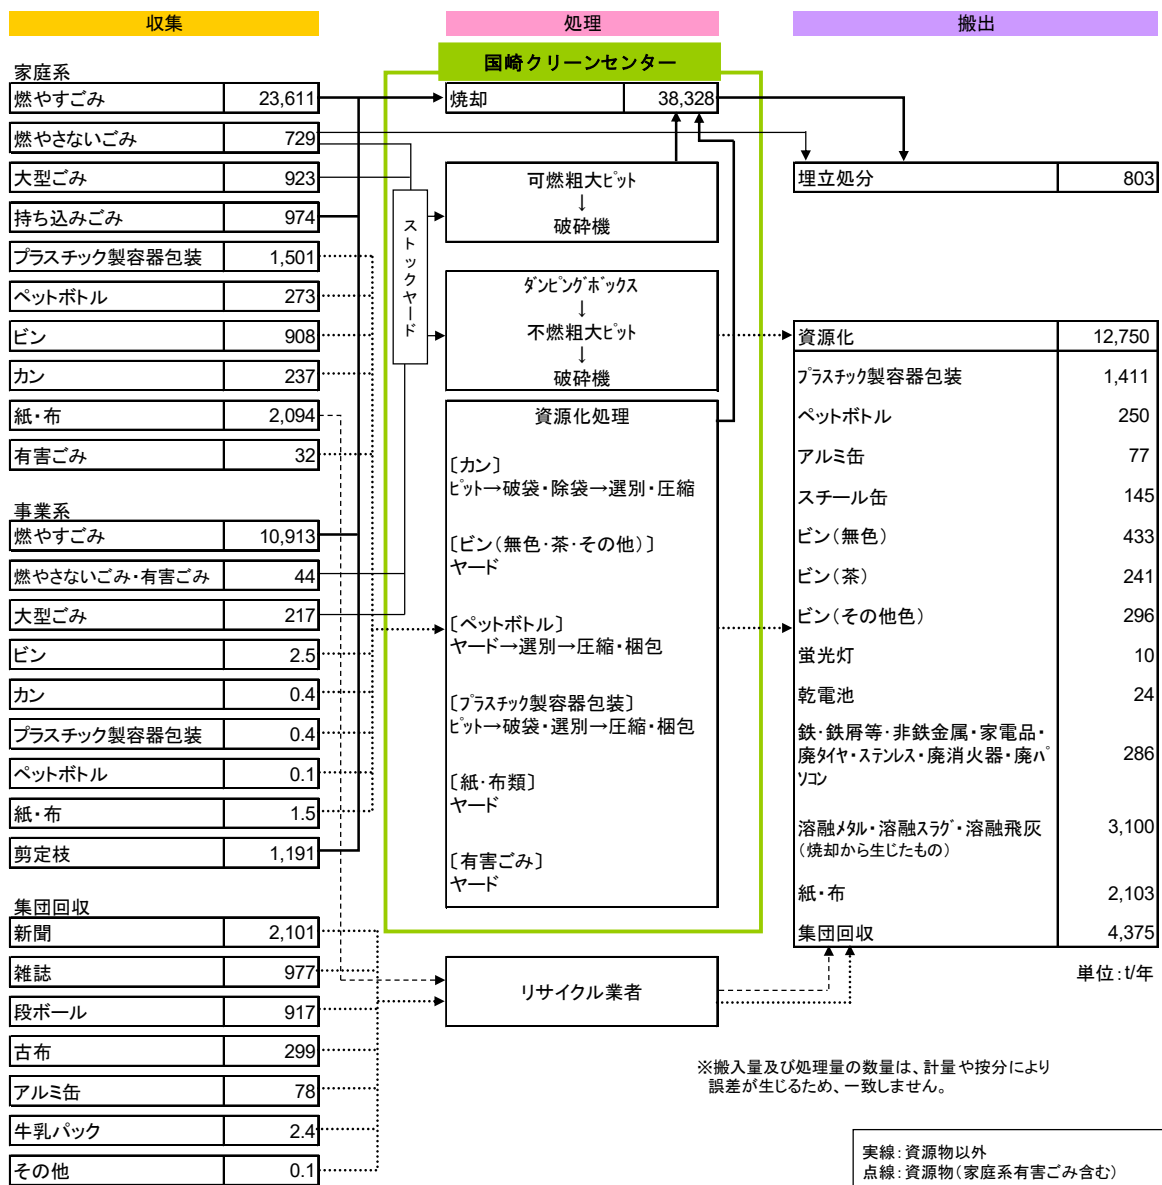 収集
処理
搬出
国崎クリーンセンター
家庭系
燃やすごみ 23,611
燃やさないごみ 729
大型ごみ 923
持ち込みごみ 974
プラスチック製容器包装 1,501
ペットボトル 273
ビン 908
カン 237
紙・布 2,094
有害ごみ 32
事業系
燃やすごみ 10,913
燃やさないごみ・有害ごみ 44
大型ごみ 217
ビン 2.5
カン 0.4
プラスチック製容器包装 0.4
ペットボトル 0.1
紙・布 1.5
剪定枝 1,191
集団回収
新聞 2,101
雑誌 977
段ボール 917
古布 299
アルミ缶 78
牛乳パック 2.4
その他 0.1
ストックヤード
焼却 38,328
可燃粗大ピット
↓
破砕機
ダンピングボックス
↓
不燃粗大ピット
↓
破砕機
資源化処理
〔カン〕
ピット→破袋・除袋→選別・圧縮
〔ビン(無色・茶・その他)〕
ヤード
〔ペットボトル〕
ヤード→選別→圧縮・梱包
〔プラスチック製容器包装〕
ピット→破袋・選別→圧縮・梱包
〔紙・布類〕
ヤード
〔有害ごみ〕
ヤード
リサイクル業者
埋立処分 803
資源化 12,750
プラスチック製容器包装 1,411
ペットボトル 250
アルミ缶 77
スチール缶 145
ビン(無色) 433
ビン(茶) 241
ビン(その他色) 296
蛍光灯 10
乾電池 24
鉄・鉄屑等・非鉄金属・家電品・
廃タイヤ・ステンレス・廃消火器・廃パ 286
ソコン
溶融メタル・溶融スラグ・溶融飛灰 3,100
(焼却から生じたもの)
紙・布 2,103
集団回収 4,375
単位:t/年
※搬入量及び処理量の数量は、計量や按分により
誤差が生じるため、一致しません。
実線:資源物以外
点線:資源物(家庭系有害ごみ含む)